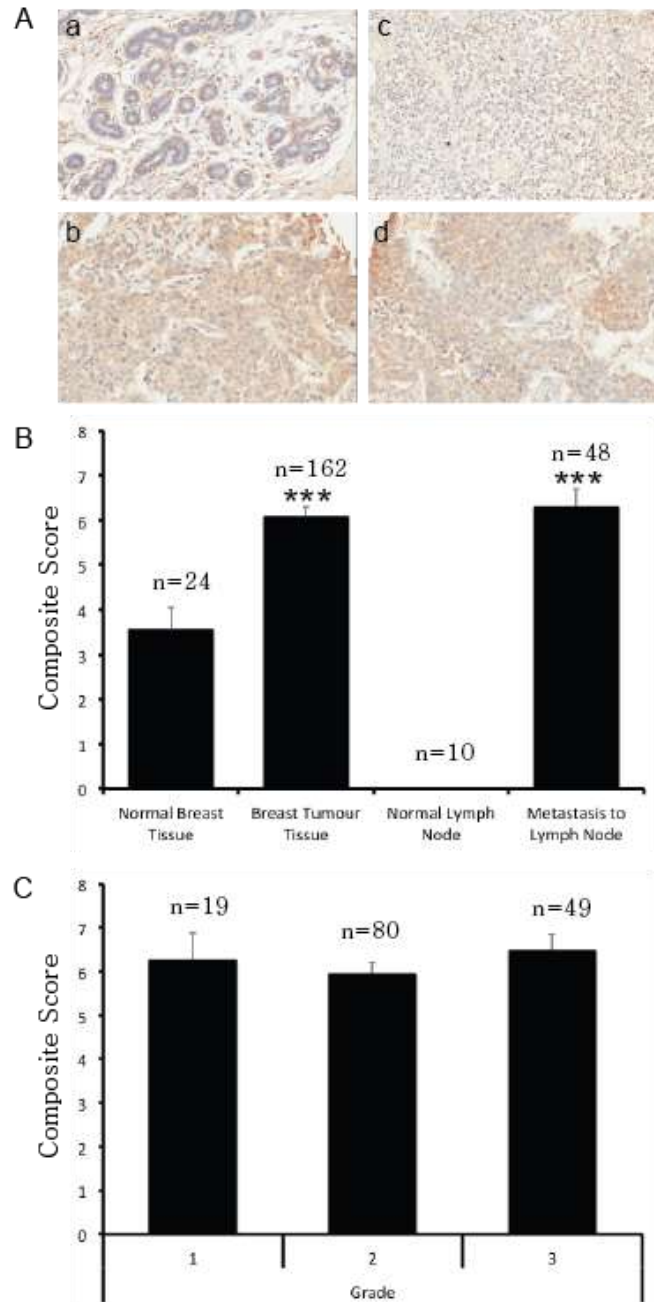 A
a
c
b
d
B
Composite Score
8
7
6
5
4
3
2
1
0
n=24
n=162
***
n=10
n=48
***
Normal Breast
Tissue
Breast Tumour
Tissue
Normal Lymph
Node
Metastasis to
Lymph Node
C
Composite Score
8
7
6
5
4
3
2
1
0
n=19
n=80
n=49
1
2
3
Grade